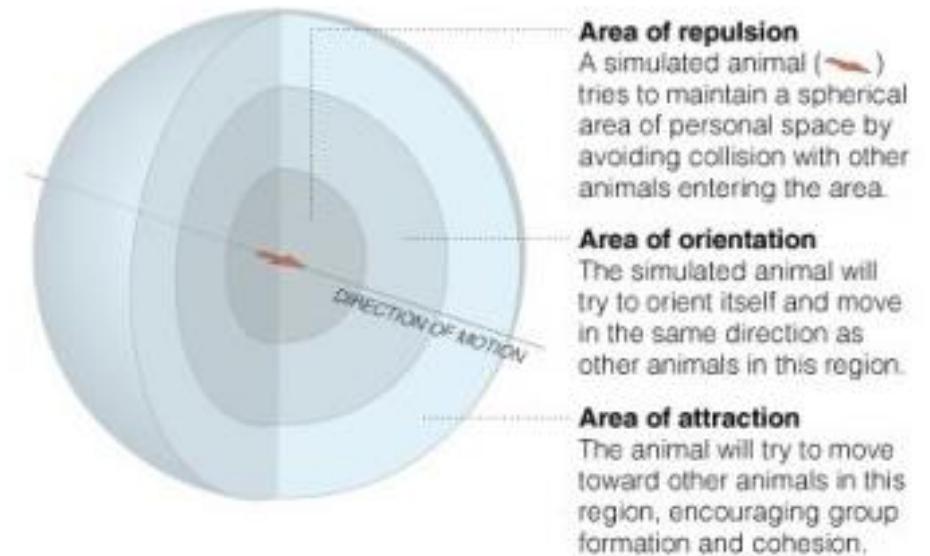 Area of repulsion
A simulated animal ( )
tries to maintain a spherical
area of personal space by
avoiding collision with other
animals entering the area.
Area of orientation
The simulated animal will
try to orient itself and move
in the same direction as
other animals in this region.
DIRECTION OF MOTION
Area of attraction
The animal will try to move
toward other animals in this
region, encouraging group
formation and cohesion.